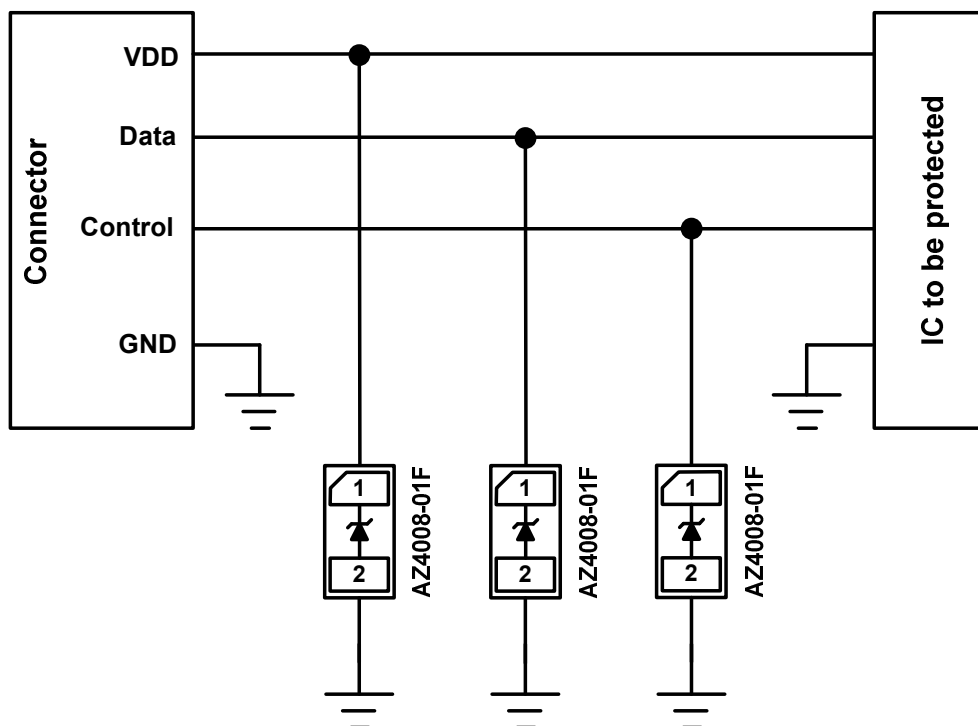 Connector
VDD
Data
Control
GND
IC to be protected
1
2
AZ4008-01F
1
2
AZ4008-01F
1
2
AZ4008-01F